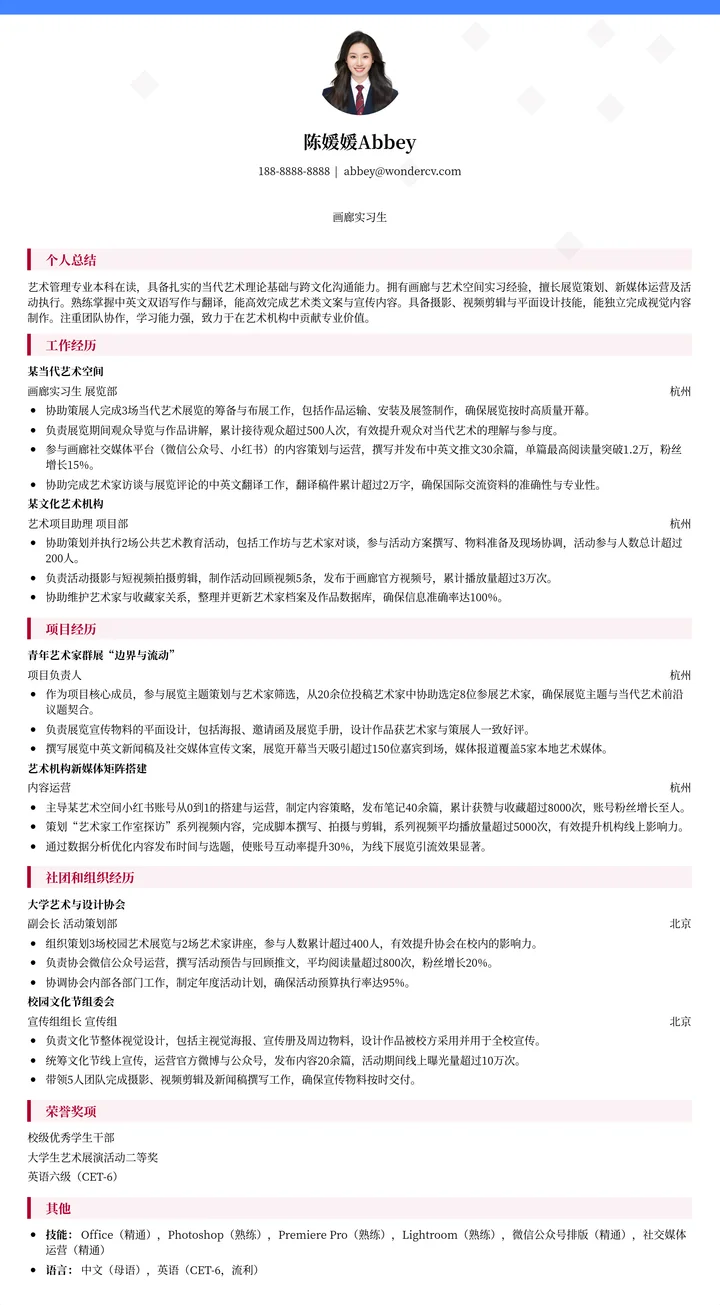 陈媛媛Abbey
188-8888-8888 | abbey@wondercv.com
画廊实习生
个人总结
艺术管理专业本科在读，具备扎实的当代艺术理论基础与跨文化沟通能力。拥有画廊与艺术空间实习经验，擅长展览策划、新媒体运营及活
动执行。熟练掌握中英文双语写作与翻译，能高效完成艺术类文案与宣传内容。具备摄影、视频剪辑与平面设计技能，能独立完成视觉内容
制作。注重团队协作，学习能力强，致力于在艺术机构中贡献专业价值。
工作经历
某当代艺术空间
画廊实习生 展览部 杭州
• 协助策展人完成3场当代艺术展览的筹备与布展工作，包括作品运输、安装及展签制作，确保展览按时高质量开幕。
• 负责展览期间观众导览与作品讲解，累计接待观众超过500人次，有效提升观众对当代艺术的理解与参与度。
• 参与画廊社交媒体平台（微信公众号、小红书）的内容策划与运营，撰写并发布中英文推文30余篇，单篇最高阅读量突破1.2万，粉丝
增长15%。
• 协助完成艺术家访谈与展览评论的中英文翻译工作，翻译稿件累计超过2万字，确保国际交流资料的准确性与专业性。
某文化艺术机构
艺术项目助理 项目部 杭州
• 协助策划并执行2场公共艺术教育活动，包括工作坊与艺术家对谈，参与活动方案撰写、物料准备及现场协调，活动参与人数总计超过
200人。
• 负责活动摄影与短视频拍摄剪辑，制作活动回顾视频5条，发布于画廊官方视频号，累计播放量超过3万次。
• 协助维护艺术家与收藏家关系，整理并更新艺术家档案及作品数据库，确保信息准确率达100%。
项目经历
青年艺术家群展“边界与流动”
项目负责人 杭州
• 作为项目核心成员，参与展览主题策划与艺术家筛选，从20余位投稿艺术家中协助选定8位参展艺术家，确保展览主题与当代艺术前沿
议题契合。
• 负责展览宣传物料的平面设计，包括海报、邀请函及展览手册，设计作品获艺术家与策展人一致好评。
• 撰写展览中英文新闻稿及社交媒体宣传文案，展览开幕当天吸引超过150位嘉宾到场，媒体报道覆盖5家本地艺术媒体。
艺术机构新媒体矩阵搭建
内容运营 杭州
• 主导某艺术空间小红书账号从0到1的搭建与运营，制定内容策略，发布笔记40余篇，累计获赞与收藏超过8000次，账号粉丝增长至人。
• 策划“艺术家工作室探访”系列视频内容，完成脚本撰写、拍摄与剪辑，系列视频平均播放量超过5000次，有效提升机构线上影响力。
• 通过数据分析优化内容发布时间与选题，使账号互动率提升30%，为线下展览引流效果显著。
社团和组织经历
大学艺术与设计协会
副会长 活动策划部 北京
• 组织策划3场校园艺术展览与2场艺术家讲座，参与人数累计超过400人，有效提升协会在校内的影响力。
• 负责协会微信公众号运营，撰写活动预告与回顾推文，平均阅读量超过800次，粉丝增长20%。
• 协调协会内部各部门工作，制定年度活动计划，确保活动预算执行率达95%。
校园文化节组委会
宣传组组长 宣传组 北京
• 负责文化节整体视觉设计，包括主视觉海报、宣传册及周边物料，设计作品被校方采用并用于全校宣传。
• 统筹文化节线上宣传，运营官方微博与公众号，发布内容20余篇，活动期间线上曝光量超过10万次。
• 带领5人团队完成摄影、视频剪辑及新闻稿撰写工作，确保宣传物料按时交付。
荣誉奖项
校级优秀学生干部
大学生艺术展演活动二等奖
英语六级（CET-6）
其他
• 技能： Office（精通），Photoshop（熟练），Premiere Pro（熟练），Lightroom（熟练），微信公众号排版（精通），社交媒体
运营（精通）
• 语言： 中文（母语），英语（CET-6，流利）